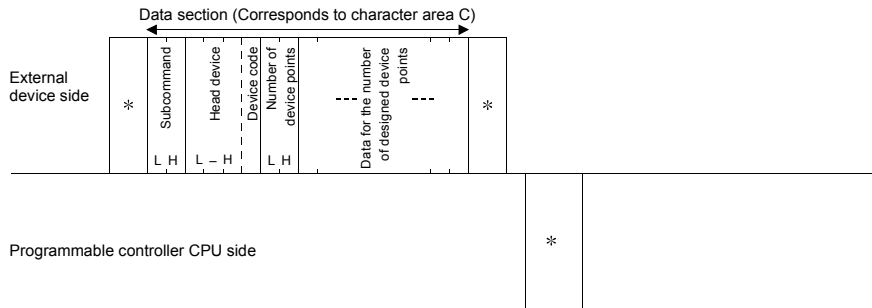 Data section (Corresponds to character area C)
External
device side
*
Subcommand
L H
Head device
L – H
Device code
Number of
device points
L H
Data for the number
of designed device
points
*
Programmable controller CPU side
*